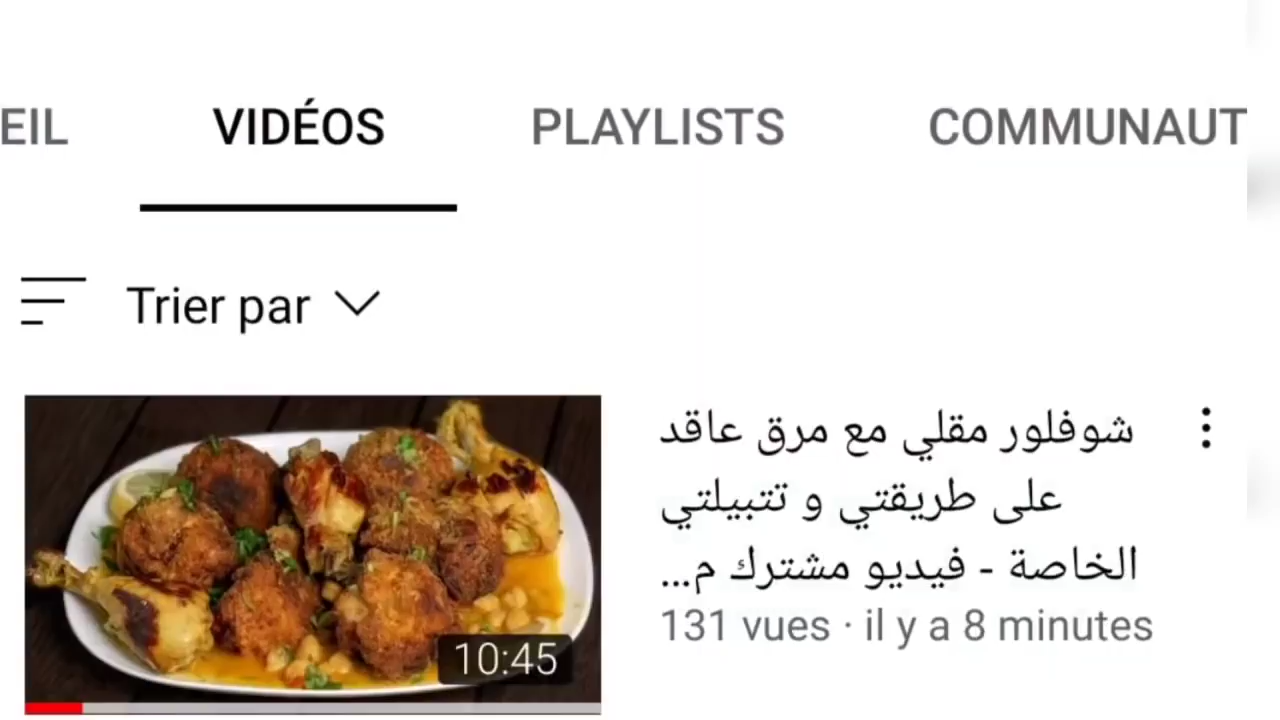 EIL VIDÉOS PLAYLISTS COMMUNAUT
Trier par
شوفلور مقلي مع مرق عاقد
على طريقتي و تتبيلتي
الخاصة - فيديو مشترك م...
131 vues · il y a 8 minutes
10:45